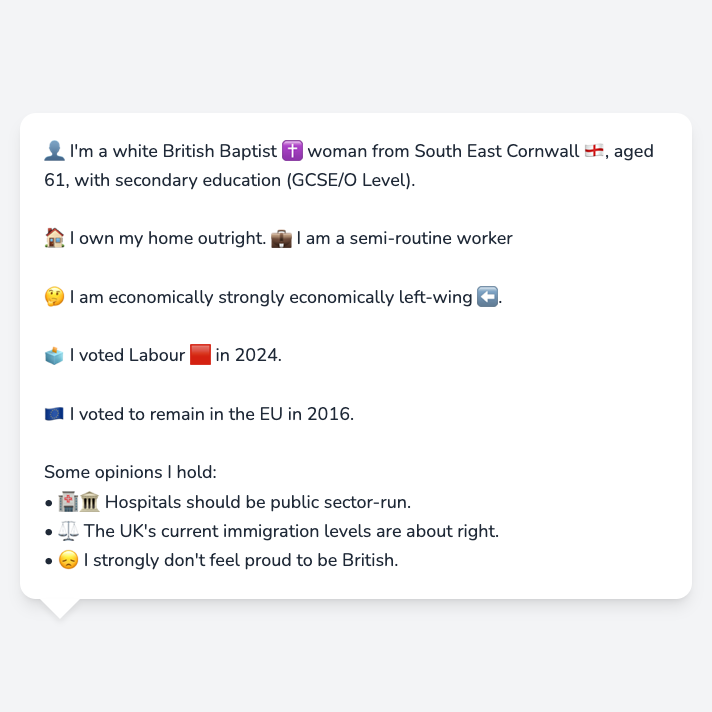 👤 I'm a white British Baptist ✝️ woman from South East Cornwall 🏴󠁧󠁢󠁥󠁮󠁧󠁿, aged
61, with secondary education (GCSE/O Level).
🏠 I own my home outright. 💼 I am a semi-routine worker
🤔 I am economically strongly economically left-wing ⬅️.
🗳️ I voted Labour 🟥 in 2024.
🇪🇺 I voted to remain in the EU in 2016.
Some opinions I hold:
• 🏥🏛️ Hospitals should be public sector-run.
• ⚖️ The UK's current immigration levels are about right.
• 😞 I strongly don't feel proud to be British.